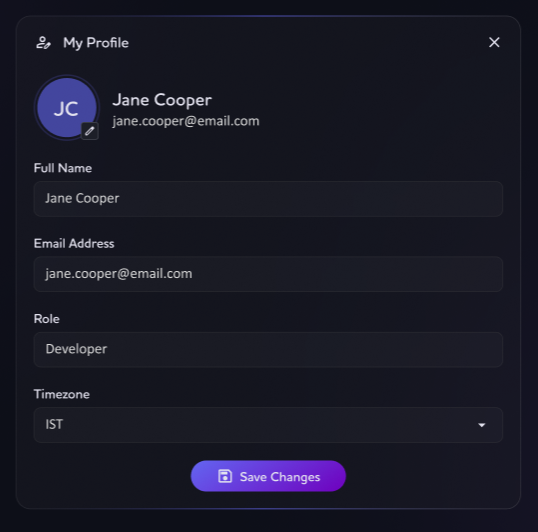 My Profile
JC
Jane Cooper
jane.cooper@email.com
Full Name
Jane Cooper
Email Address
jane.cooper@email.com
Role
Developer
Timezone
IST
Save Changes